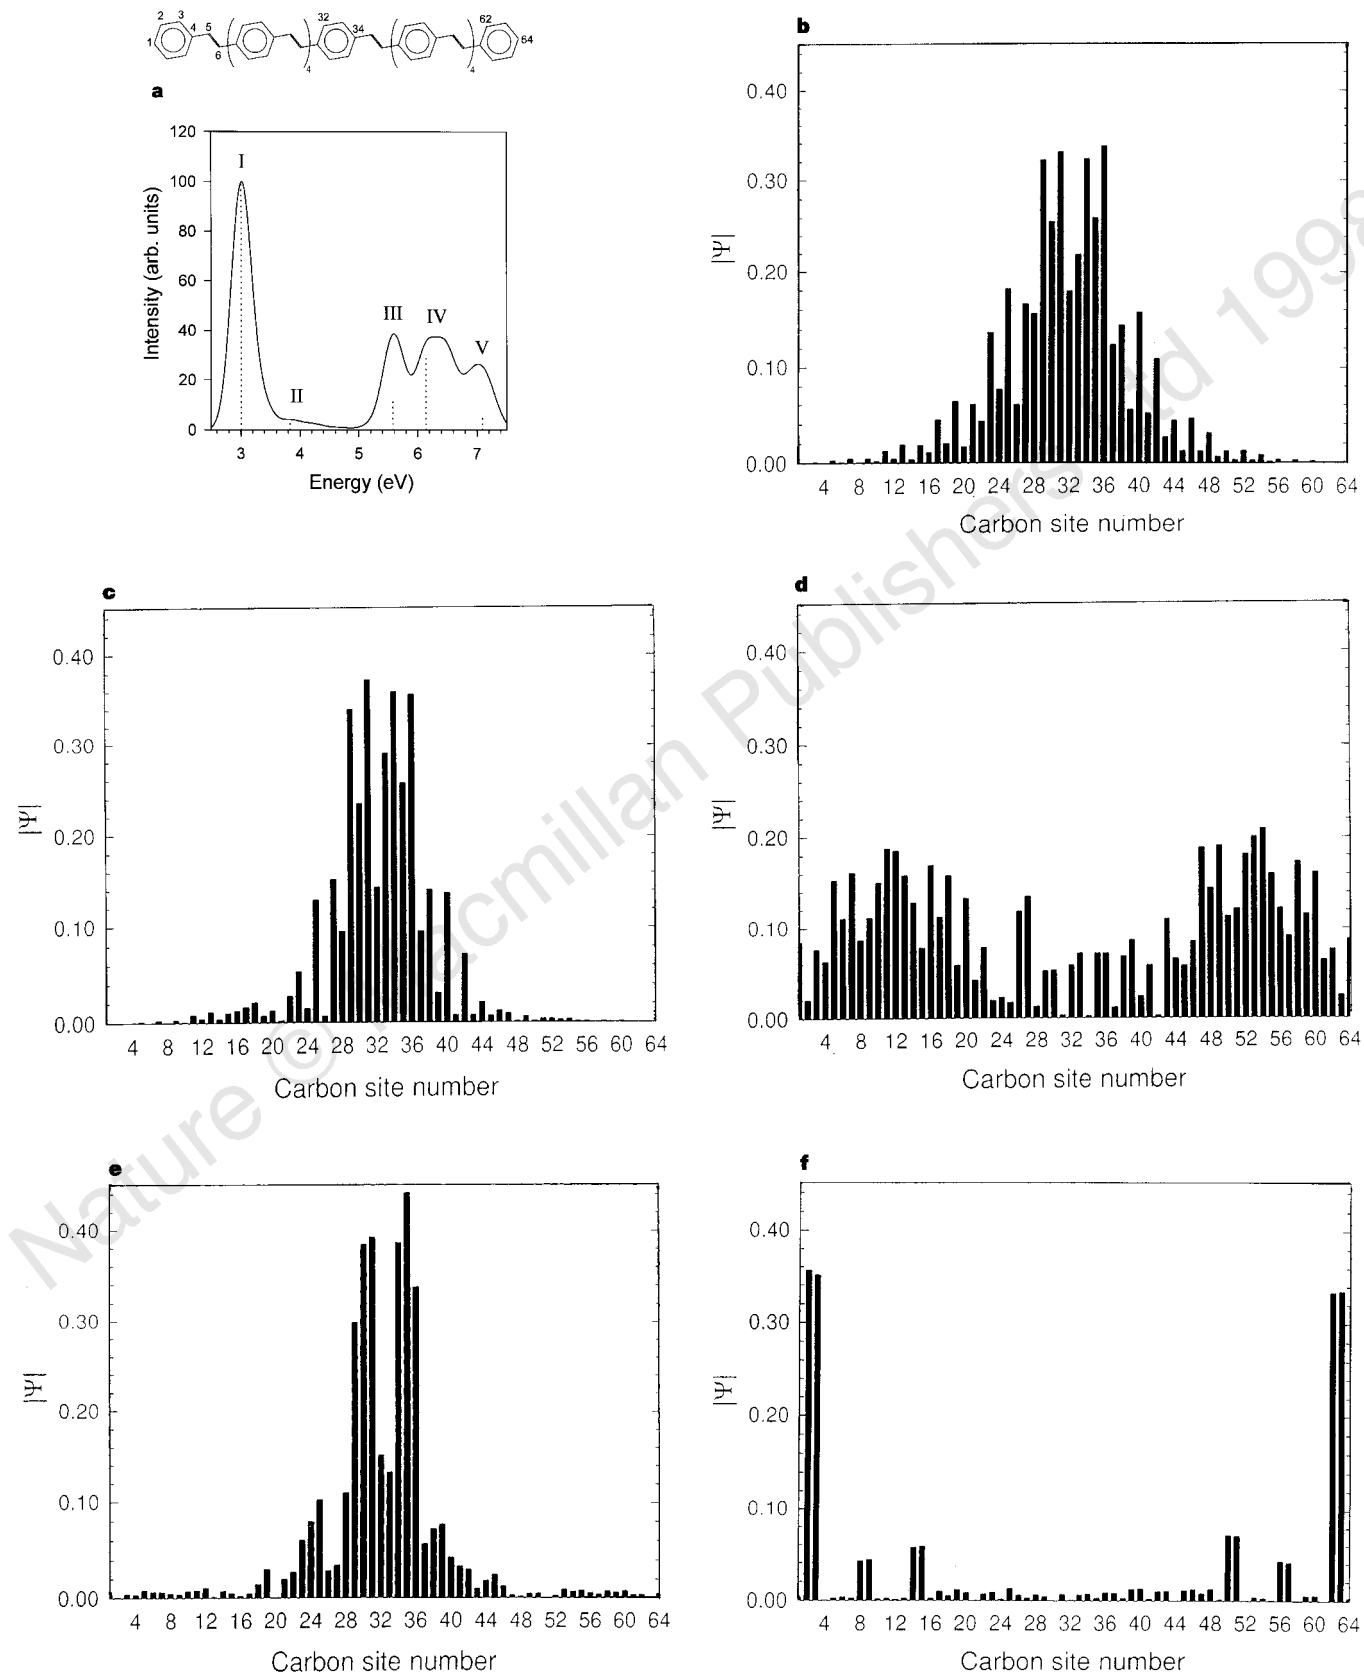 2 3 4 5 32 34 62
1 6 4 4 64
a
120
100
80
60
40
20
0
Intensity (arb. units)
I
II
III
IV
V
3 4 5 6 7
Energy (eV)
b
0.40
0.30
0.20
0.10
0.00
|Ψ|
4 8 12 16 20 24 28 32 36 40 44 48 52 56 60 64
Carbon site number
c
0.40
0.30
0.20
0.10
0.00
|Ψ|
4 8 12 16 20 24 28 32 36 40 44 48 52 56 60 64
Carbon site number
d
0.40
0.30
0.20
0.10
0.00
|Ψ|
4 8 12 16 20 24 28 32 36 40 44 48 52 56 60 64
Carbon site number
e
0.40
0.30
0.20
0.10
0.00
|Ψ|
4 8 12 16 20 24 28 32 36 40 44 48 52 56 60 64
Carbon site number
f
0.40
0.30
0.20
0.10
0.00
|Ψ|
4 8 12 16 20 24 28 32 36 40 44 48 52 56 60 64
Carbon site number
Nature © Macmillan Publishers Ltd 1998